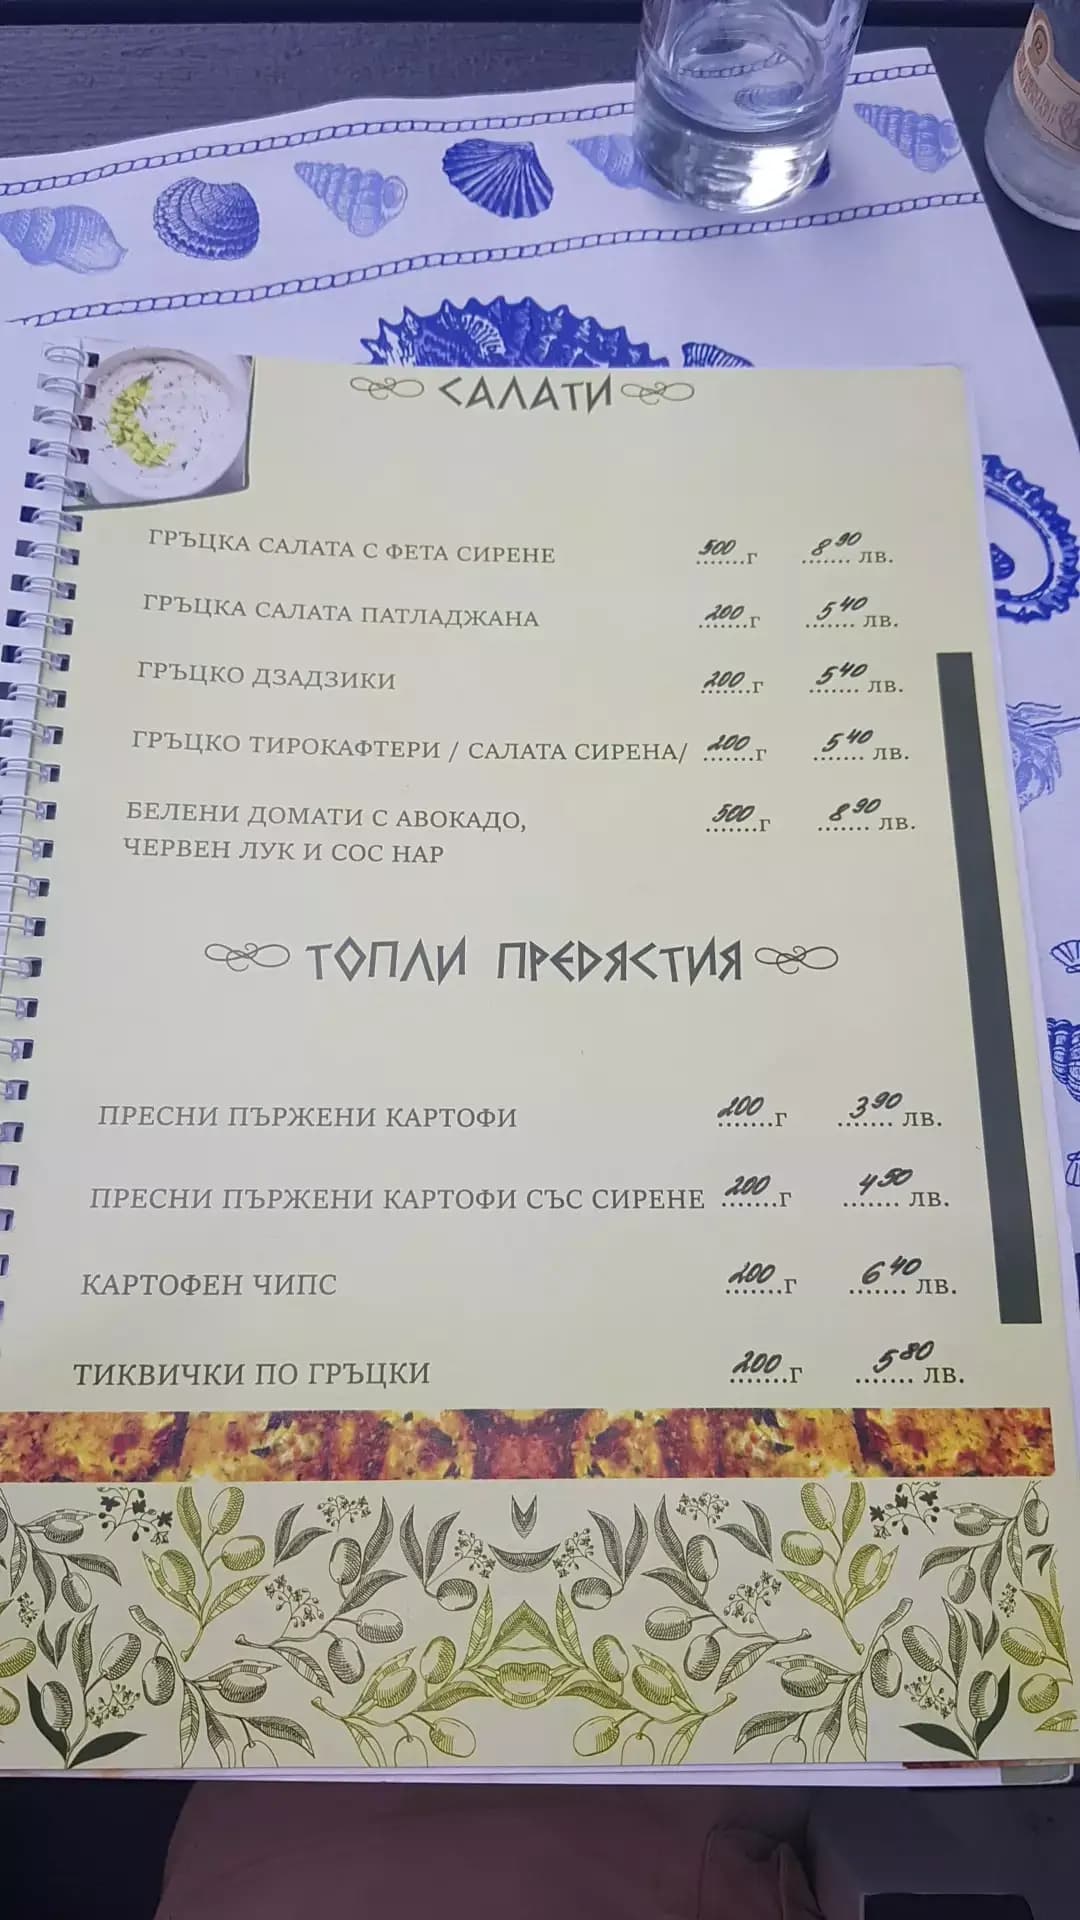 САЛАТИ
ГРЪЦКА САЛАТА С ФЕТА СИРЕНЕ 500 г 8 90 лв.
ГРЪЦКА САЛАТА ПАТЛАДЖАНА 200 г 5 40 лв.
ГРЪЦКО ДЗАДЗИКИ 200 г 5 40 лв.
ГРЪЦКО ТИРОКАФТЕРИ / САЛАТА СИРЕНА/ 200 г 5 40 лв.
БЕЛЕНИ ДОМАТИ С АВОКАДО, 500 г 8 90 лв.
ЧЕРВЕН ЛУК И СОС НАР
ТОПЛИ ПРЕДЯСТИЯ
ПРЕСНИ ПЪРЖЕНИ КАРТОФИ 200 г 3 90 лв.
ПРЕСНИ ПЪРЖЕНИ КАРТОФИ СЪС СИРЕНЕ 200 г 4 50 лв.
КАРТОФЕН ЧИПС 200 г 6 40 лв.
ТИКВИЧКИ ПО ГРЪЦКИ 200 г 5 80 лв.